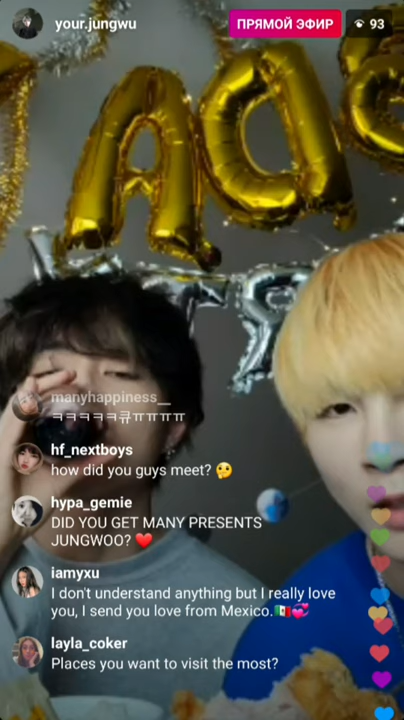 your.jungwu
ПРЯМОЙ ЭФИР
93
manyhappiness__
ㅋㅋㅋㅋㅋ큐ㅠㅠㅠㅠ
hf_nextboys
how did you guys meet? 🤔
hypa_gemie
DID YOU GET MANY PRESENTS
JUNGWOO? ❤️
iamyxu
I don't understand anything but I really love
you, I send you love from Mexico.🇲🇽💞
layla_coker
Places you want to visit the most?